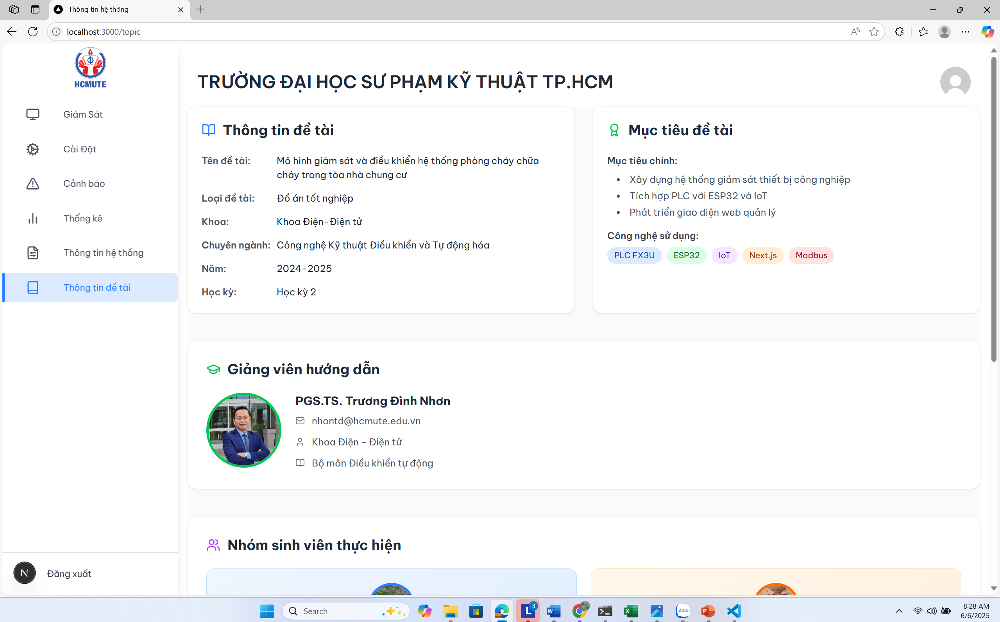 Thông tin hệ thống
localhost:3000/topic
HCMUTE
TRƯỜNG ĐẠI HỌC SƯ PHẠM KỸ THUẬT TP.HCM
Giám Sát
Cài Đặt
Cảnh báo
Thống kê
Thông tin hệ thống
Thông tin đề tài
N
Đăng xuất
Thông tin đề tài
Tên đề tài: Mô hình giám sát và điều khiển hệ thống phòng cháy chữa
cháy trong tòa nhà chung cư
Loại đề tài: Đồ án tốt nghiệp
Khoa: Khoa Điện-Điện tử
Chuyên ngành: Công nghệ Kỹ thuật Điều khiển và Tự động hóa
Năm: 2024-2025
Học kỳ: Học kỳ 2
Mục tiêu đề tài
Mục tiêu chính:
• Xây dựng hệ thống giám sát thiết bị công nghiệp
• Tích hợp PLC với ESP32 và IoT
• Phát triển giao diện web quản lý
Công nghệ sử dụng:
PLC FX3U ESP32 IoT Next.js Modbus
Giảng viên hướng dẫn
PGS.TS. Trương Đình Nhơn
nhontd@hcmute.edu.vn
Khoa Điện - Điện tử
Bộ môn Điều khiển tự động
Nhóm sinh viên thực hiện
Search
L 3
W
X
Zalo
P
8:28 AM
6/6/2025